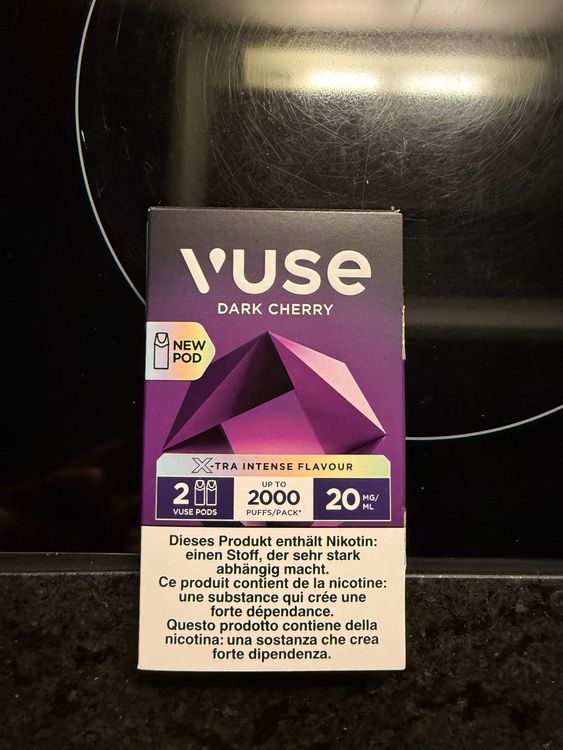 vuse
DARK CHERRY
NEW
POD
X-TRA INTENSE FLAVOUR
2
VUSE PODS
UP TO
2000
PUFFS/PACK*
20 MG/
ML
Dieses Produkt enthält Nikotin:
einen Stoff, der sehr stark
abhängig macht.
Ce produit contient de la nicotine:
une substance qui crée une
forte dépendance.
Questo prodotto contiene della
nicotina: una sostanza che crea
forte dipendenza.